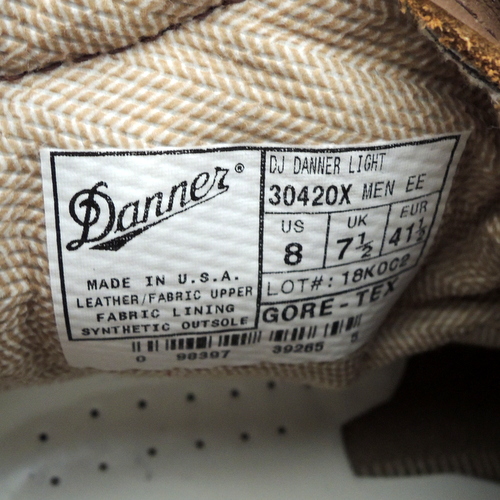 Danner®
MADE IN U.S.A.
LEATHER/FABRIC UPPER
FABRIC LINING
SYNTHETIC OUTSOLE
DJ DANNER LIGHT
30420X MEN EE
US UK EUR
8 7½ 41½
LOT#: 18K0C2
GORE-TEX
0 98397 39265 5